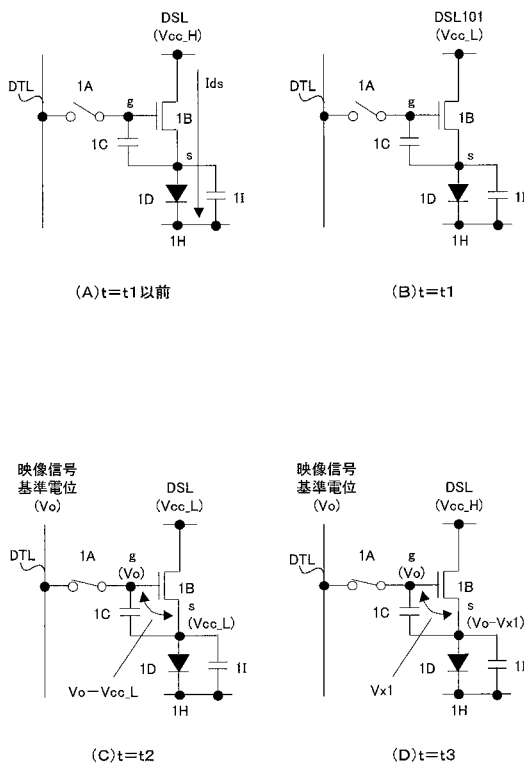 DSL
(Vcc_H)
DTL
1A
g
Ids
1B
1C
s
1D
1I
1H
(A)t=t1以前
DSL101
(Vcc_L)
DTL
1A
g
1B
1C
s
1D
1I
1H
(B)t=t1
映像信号
基準電位
(Vo)
DSL
(Vcc_L)
DTL
1A
g
(Vo)
1B
1C
s
(Vcc_L)
1D
1I
Vo-Vcc_L
1H
(C)t=t2
映像信号
基準電位
(Vo)
DSL
(Vcc_H)
DTL
1A
g
(Vo)
1B
1C
s
(Vo-Vx1)
1D
1I
Vx1
1H
(D)t=t3